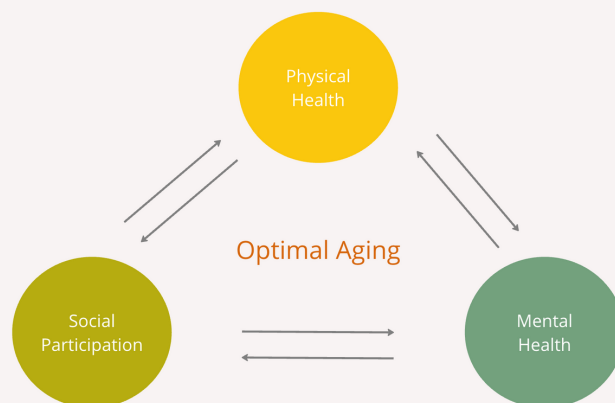 Physical
Health
Optimal Aging
Social
Participation
Mental
Health